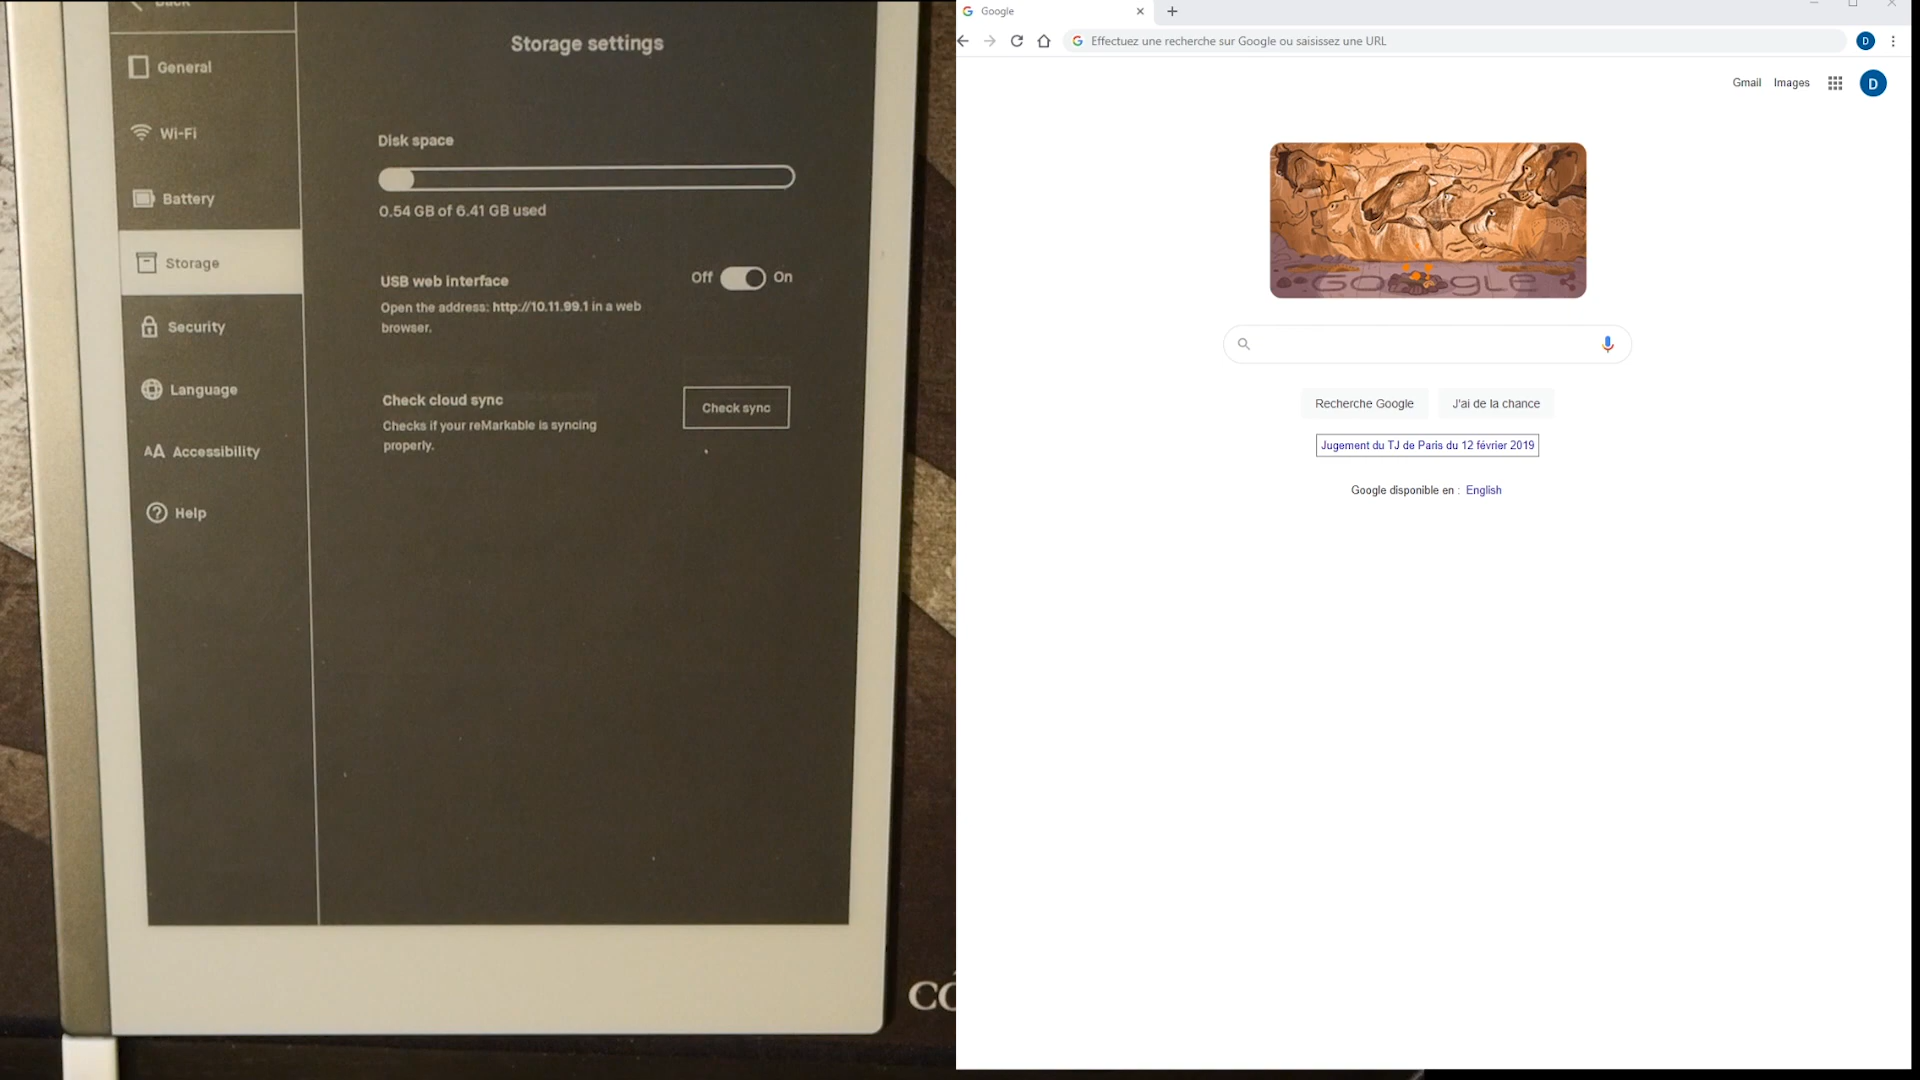 Back
General
Wi-Fi
Battery
Storage
Security
Language
AA Accessibility
Help
Storage settings
Disk space
0.54 GB of 6.41 GB used
USB web interface
Off On
Open the address: http://10.11.99.1 in a web
browser.
Check cloud sync
Check sync
Checks if your reMarkable is syncing
properly.
Google
Effectuez une recherche sur Google ou saisissez une URL
D
Gmail Images
D
GOOGLE
Recherche Google
J'ai de la chance
Jugement du TJ de Paris du 12 février 2019
Google disponible en : English